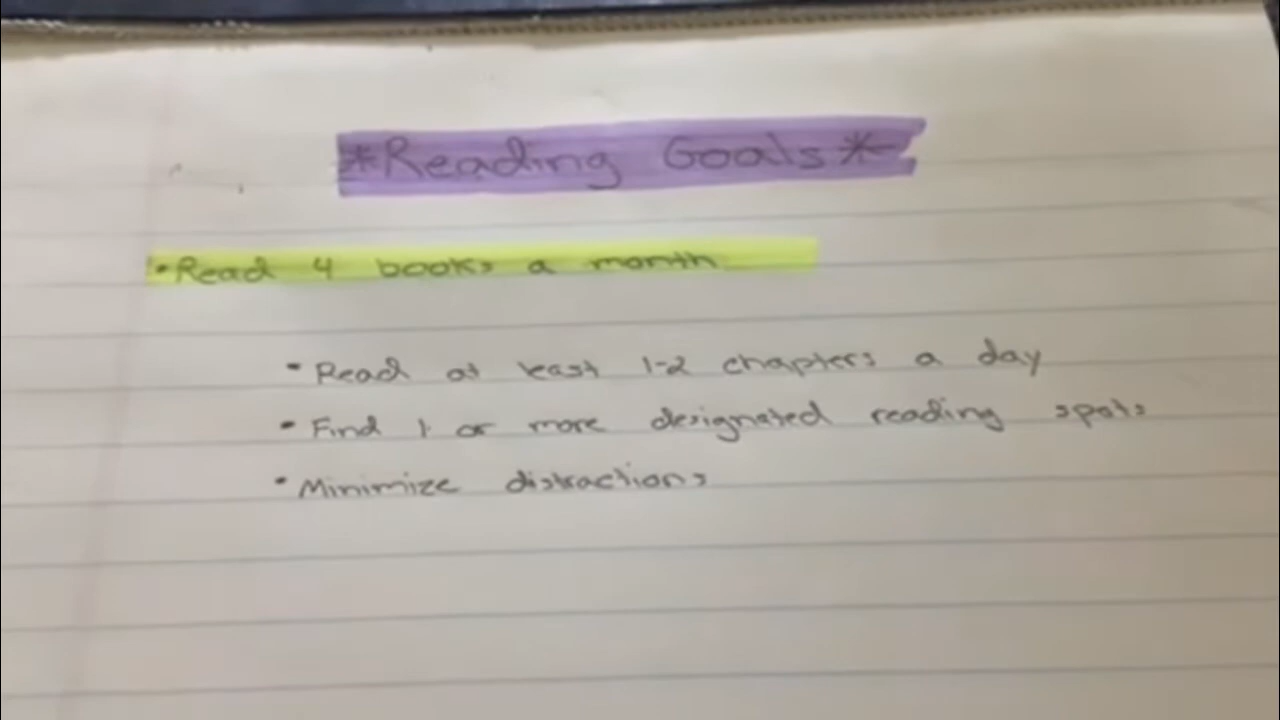 *Reading Goals*
• Read 4 books a month
• Read at least 1-2 chapters a day
• Find 1 or more designated reading spots
• Minimize distractions